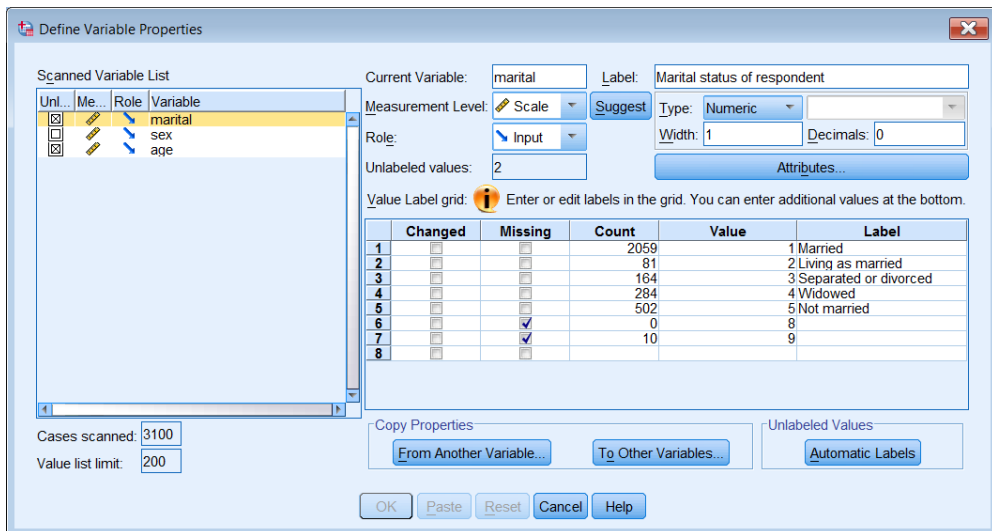 Define Variable Properties
Scanned Variable List
Unl... Me... Role Variable
marital
sex
age
Cases scanned: 3100
Value list limit: 200
Current Variable: marital Label: Marital status of respondent
Measurement Level: Scale Suggest Type: Numeric
Role: Input Width: 1 Decimals: 0
Unlabeled values: 2 Attributes...
Value Label grid: i Enter or edit labels in the grid. You can enter additional values at the bottom.
Changed Missing Count Value Label
1 2059 1 Married
2 81 2 Living as married
3 164 3 Separated or divorced
4 284 4 Widowed
5 502 5 Not married
6 0 8
7 10 9
8
Copy Properties Unlabeled Values
From Another Variable... To Other Variables... Automatic Labels
OK Paste Reset Cancel Help